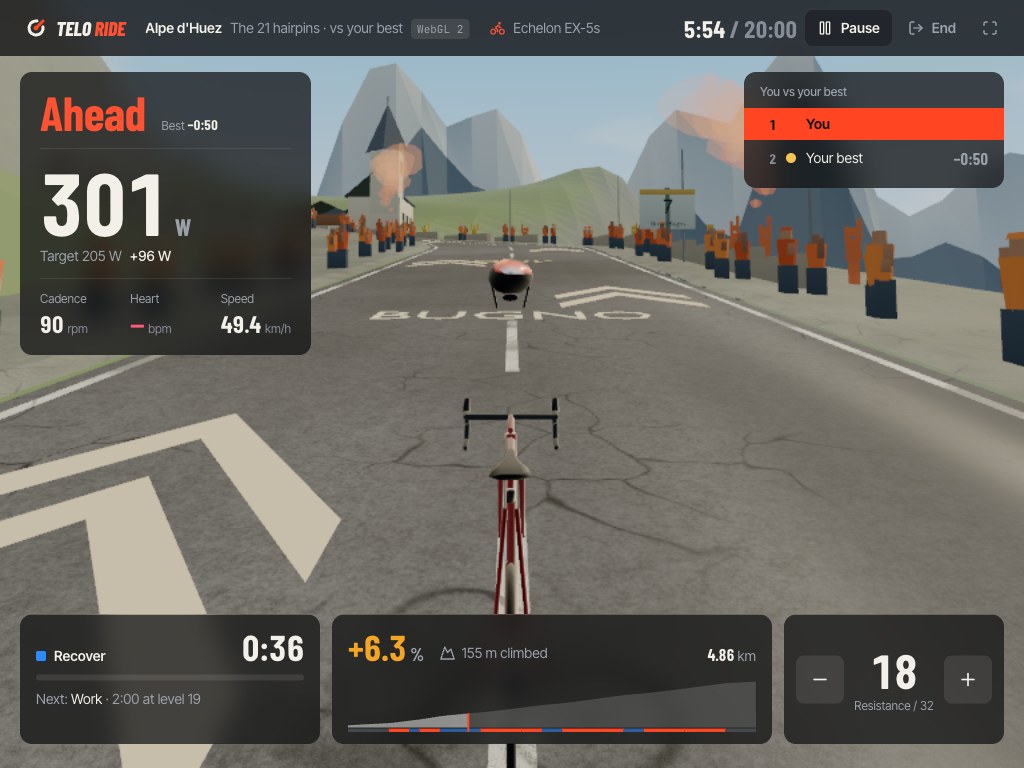 TELO RIDE Alpe d'Huez The 21 hairpins · vs your best WebGL 2 Echelon EX-5s 5:54 / 20:00 Pause End
Ahead Best −0:50
301 W
Target 205 W +96 W
Cadence Heart Speed
90 rpm — bpm 49.4 km/h
You vs your best
1 You
2 Your best −0:50
BUGNO
Recover 0:36
Next: Work · 2:00 at level 19
+6.3 % 155 m climbed 4.86 km
− 18 +
Resistance / 32